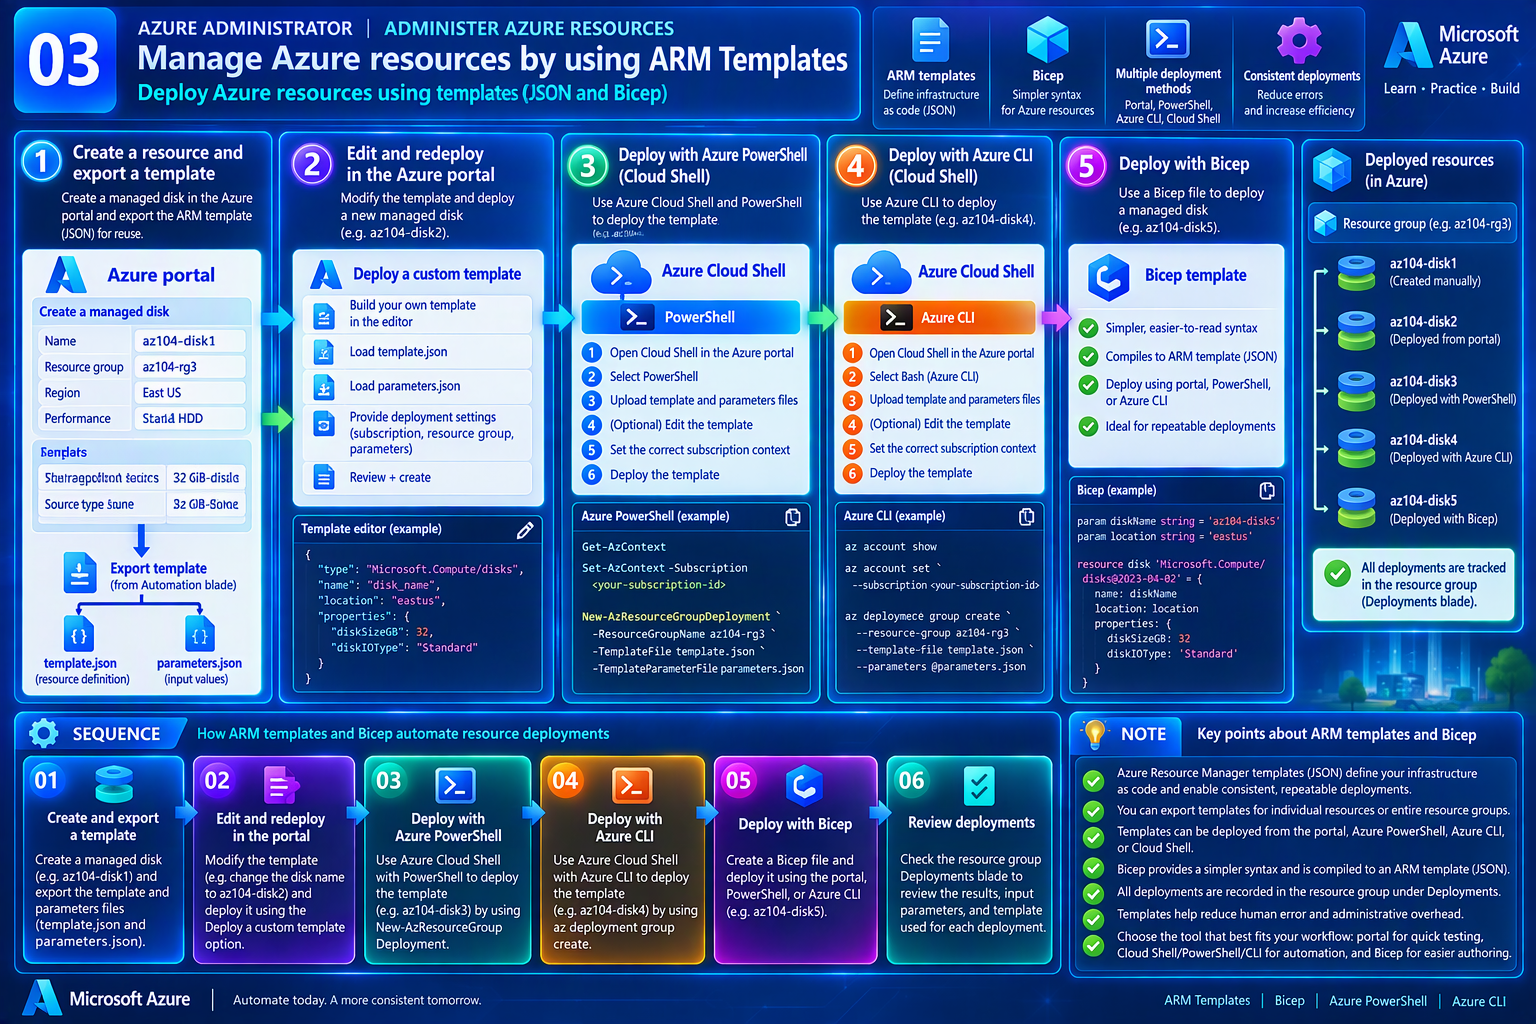 03
AZURE ADMINISTRATOR | ADMINISTER AZURE RESOURCES
Manage Azure resources by using ARM Templates
Deploy Azure resources using templates (JSON and Bicep)
ARM templates
Define infrastructure
as code (JSON)
Bicep
Simpler syntax
for Azure resources
Multiple deployment
methods
Portal, PowerShell,
Azure CLI, Cloud Shell
Consistent deployments
Reduce errors
and increase efficiency
Microsoft
Azure
Learn • Practice • Build
1
Create a resource and
export a template
Create a managed disk in the Azure
portal and export the ARM template
(JSON) for reuse.
Azure portal
Create a managed disk
Name
az104-disk1
Resource group
az104-rg3
Region
East US
Performance
HDD
32
Source type
Export template
(from Automation blade)
template.json
(resource definition)
parameters.json
(input values)
2
Edit and redeploy
in the Azure portal
Modify the template and deploy
a new managed disk
(e.g. az104-disk2).
Deploy a custom template
Build your own template
in the editor
Load template.json
Load parameters.json
Provide deployment settings
(subscription, resource group,
parameters)
Review + create
Template editor (example)
{
"type": "Microsoft.Compute/disks",
"name": "disk_name",
"location": "eastus",
"properties": {
"diskSizeGB": 32,
"diskIOType": "Standard"
}
}
3
Deploy with Azure PowerShell
(Cloud Shell)
Use Azure Cloud Shell and PowerShell
to deploy the template
Azure Cloud Shell
PowerShell
1 Open Cloud Shell in the Azure portal
2 Select PowerShell
3 Upload template and parameters files
4 (Optional) Edit the template
5 Set the correct subscription context
6 Deploy the template
Azure PowerShell (example)
Get-AzContext
Set-AzContext -Subscription
<your-subscription-id>
New-AzResourceGroupDeployment `
-ResourceGroupName az104-rg3 `
-TemplateFile template.json `
-TemplateParameterFile parameters.json
4
Deploy with Azure CLI
(Cloud Shell)
Use Azure CLI to deploy
the template (e.g. az104-disk4).
Azure Cloud Shell
Azure CLI
1 Open Cloud Shell in the Azure portal
2 Select Bash (Azure CLI)
3 Upload template and parameters files
4 (Optional) Edit the template
5 Set the correct subscription context
6 Deploy the template
Azure CLI (example)
az account show
az account set `
--subscription <your-subscription-id>
az deploymece group create `
--resource-group az104-rg3 `
--template-file template.json `
--parameters @parameters.json
5
Deploy with Bicep
Use a Bicep file to deploy
a managed disk
(e.g. az104-disk5).
Bicep template
Simpler, easier-to-read syntax
Compiles to ARM template (JSON)
Deploy using portal, PowerShell,
or Azure CLI
Ideal for repeatable deployments
Bicep (example)
param diskName string = 'az104-disk5'
param location string = 'eastus'
resource disk 'Microsoft.Compute/
disks@2023-04-02' = {
name: diskName
location: location
properties: {
diskSizeGB: 32
diskIOType: 'Standard'
}
}
Deployed resources
(in Azure)
Resource group (e.g. az104-rg3)
az104-disk1
(Created manually)
az104-disk2
(Deployed from portal)
az104-disk3
(Deployed with PowerShell)
az104-disk4
(Deployed with Azure CLI)
az104-disk5
(Deployed with Bicep)
All deployments are tracked
in the resource group
(Deployments blade).
SEQUENCE
How ARM templates and Bicep automate resource deployments
01
Create and export
a template
Create a managed disk
(e.g. az104-disk1) and
export the template and
parameters files
(template.json and
parameters.json).
02
Edit and redeploy
in the portal
Modify the template
(e.g. change the disk name
to az104-disk2) and
deploy it using the
Deploy a custom template
option.
03
Deploy with
Azure PowerShell
Use Azure Cloud Shell
with PowerShell to deploy
the template
(e.g. az104-disk3) by using
New-AzResourceGroup
Deployment.
04
Deploy with
Azure CLI
Use Azure Cloud Shell
with Azure CLI to deploy
the template
(e.g. az104-disk4) by using
az deployment group
create.
05
Deploy with Bicep
Create a Bicep file and
deploy it using the portal,
PowerShell, or Azure CLI
(e.g. az104-disk5).
06
Review deployments
Check the resource group
Deployments blade to
review the results, input
parameters, and template
used for each deployment.
NOTE
Key points about ARM templates and Bicep
Azure Resource Manager templates (JSON) define your infrastructure
as code and enable consistent, repeatable deployments.
You can export templates for individual resources or entire resource groups.
Templates can be deployed from the portal, Azure PowerShell, Azure CLI,
or Cloud Shell.
Bicep provides a simpler syntax and is compiled to an ARM template (JSON).
All deployments are recorded in the resource group under Deployments.
Templates help reduce human error and administrative overhead.
Choose the tool that best fits your workflow: portal for quick testing,
Cloud Shell/PowerShell/CLI for automation, and Bicep for easier authoring.
Microsoft Azure | Automate today. A more consistent tomorrow.
ARM Templates | Bicep | Azure PowerShell | Azure CLI